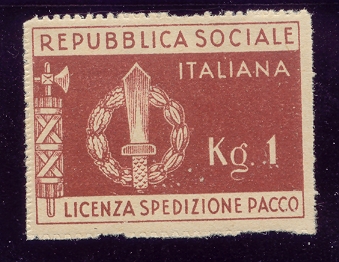 REPUBBLICA SOCIALE
ITALIANA
Kg. 1
LICENZA SPEDIZIONE PACCO